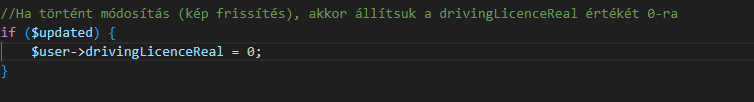 //Ha történt módosítás (kép frissítés), akkor állítsuk a drivingLicenceReal értékét 0-ra
if ($updated) {
    $user->drivingLicenceReal = 0;
}